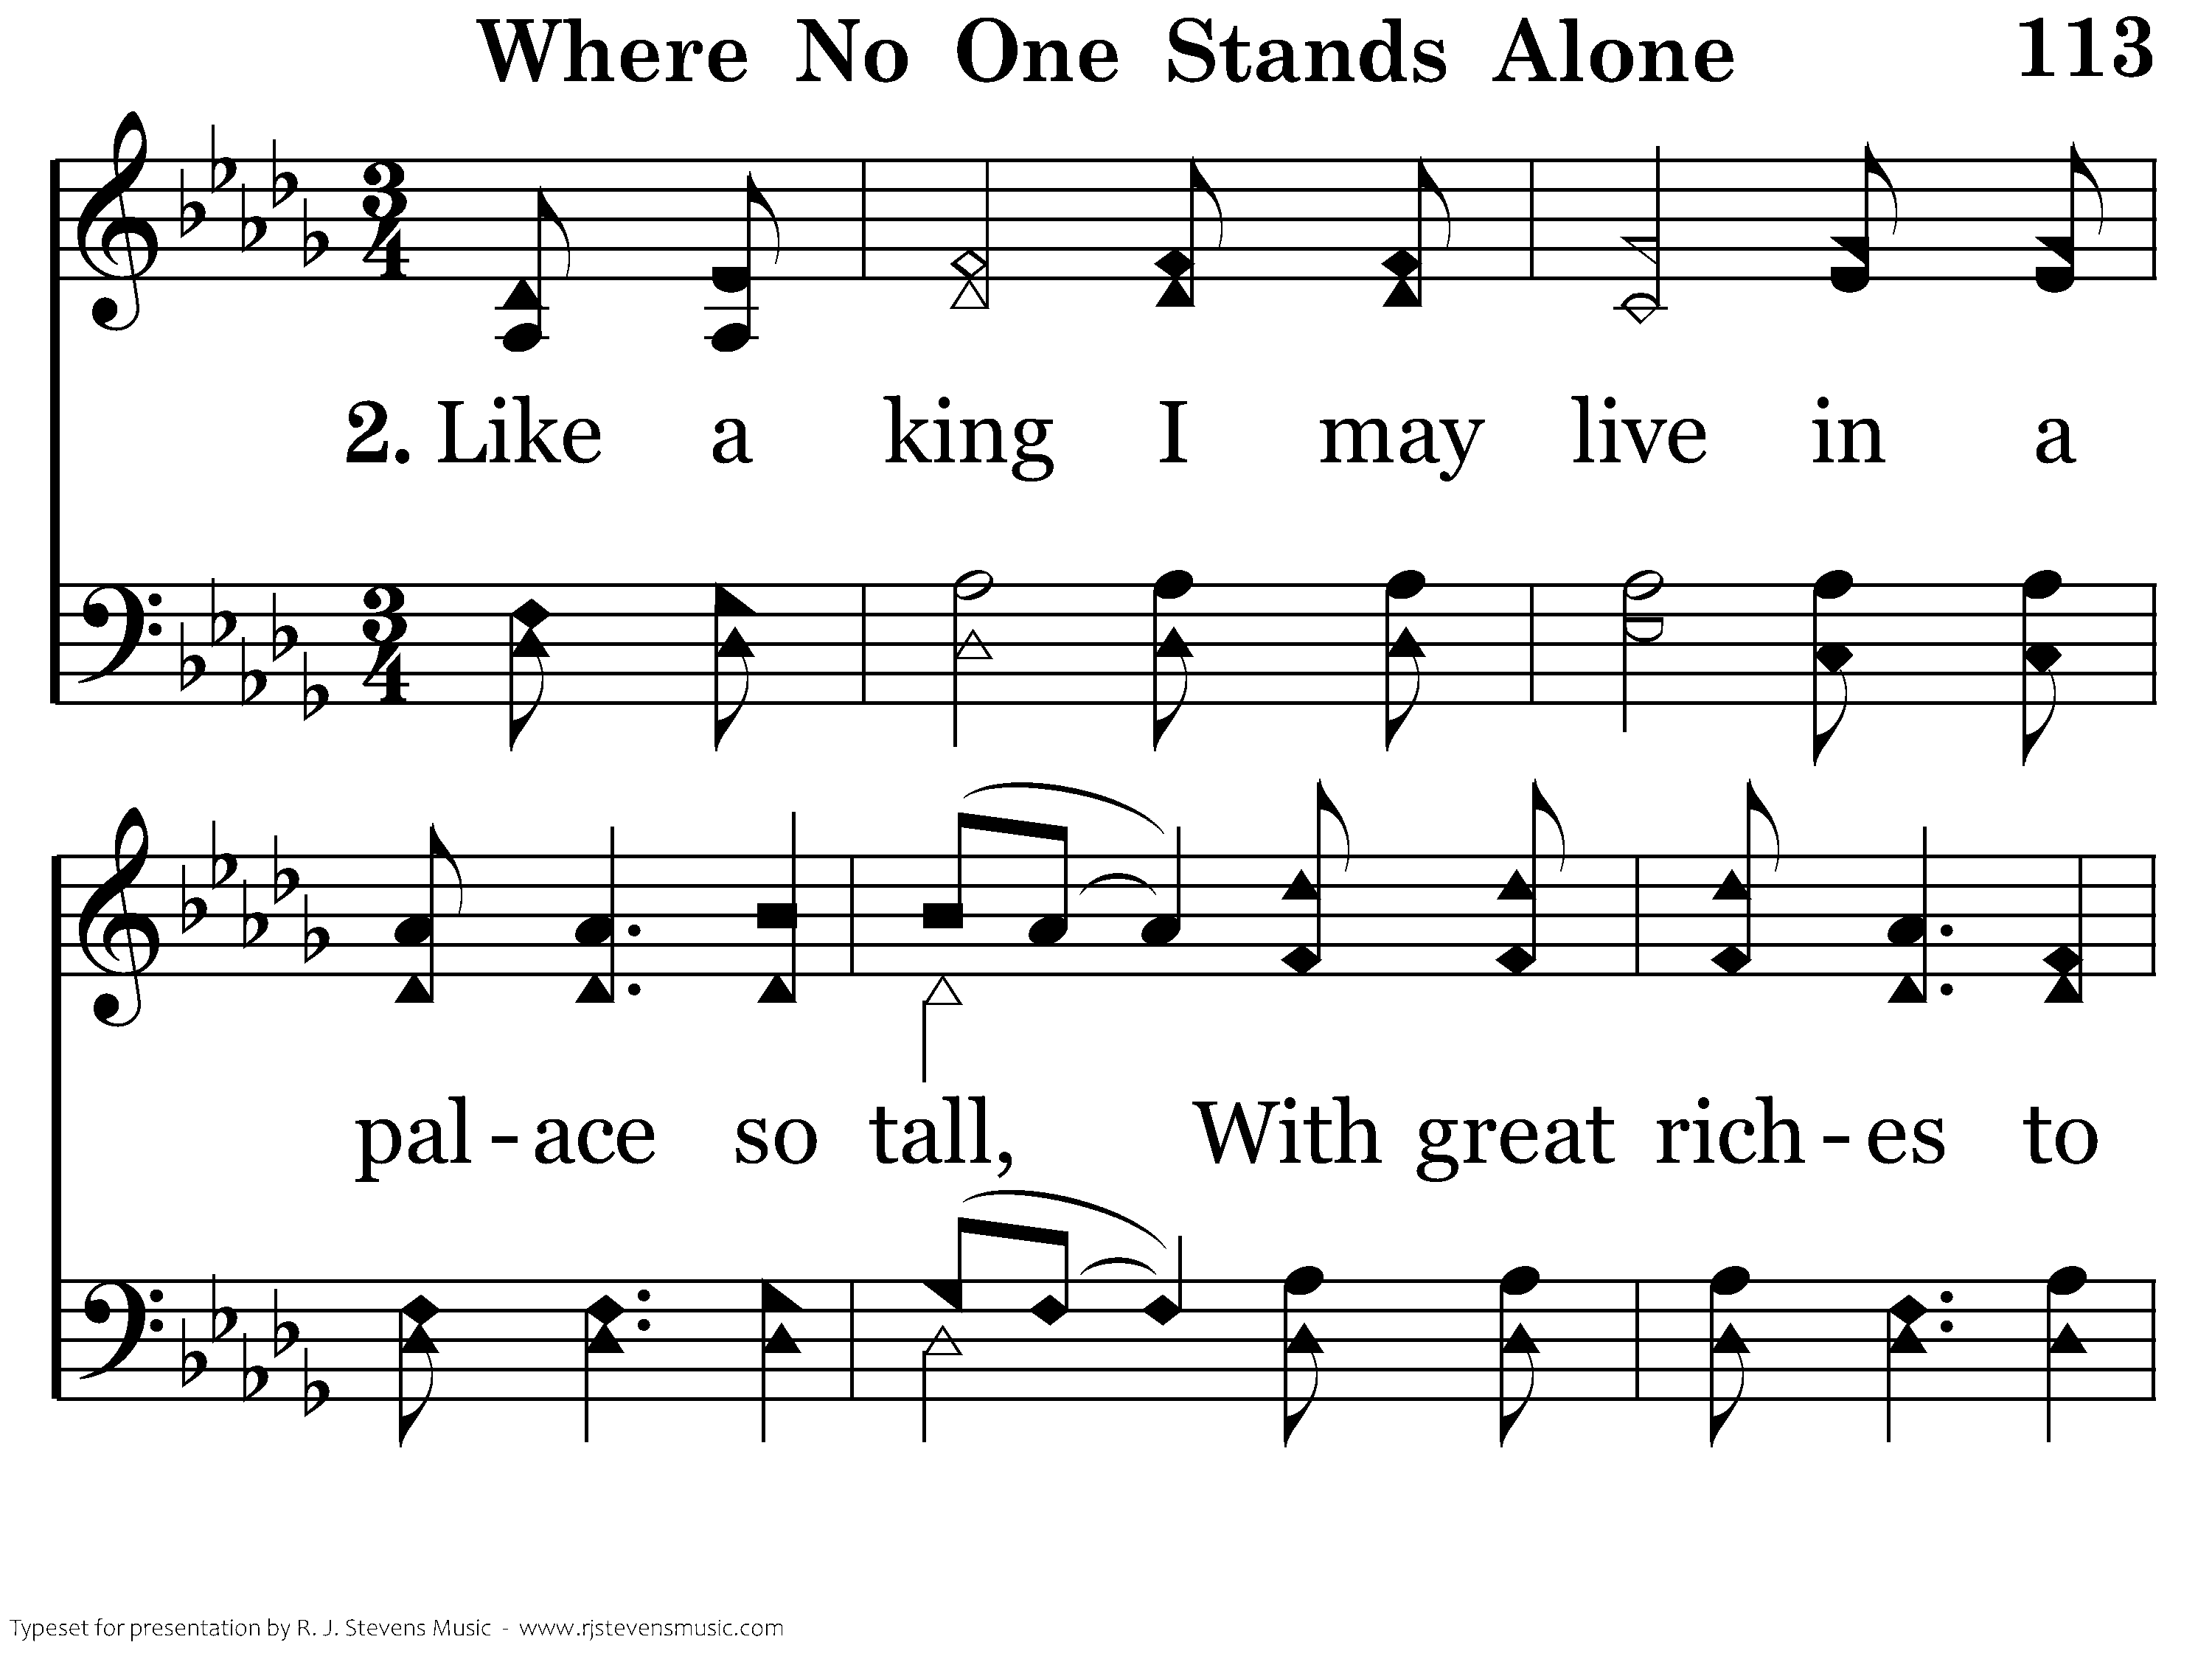 Where No One Stands Alone 113
3
4
2. Like a king I may live in a
3
4
pal - ace so tall, With great rich - es to
Typeset for presentation by R. J. Stevens Music - www.rjstevensmusic.com